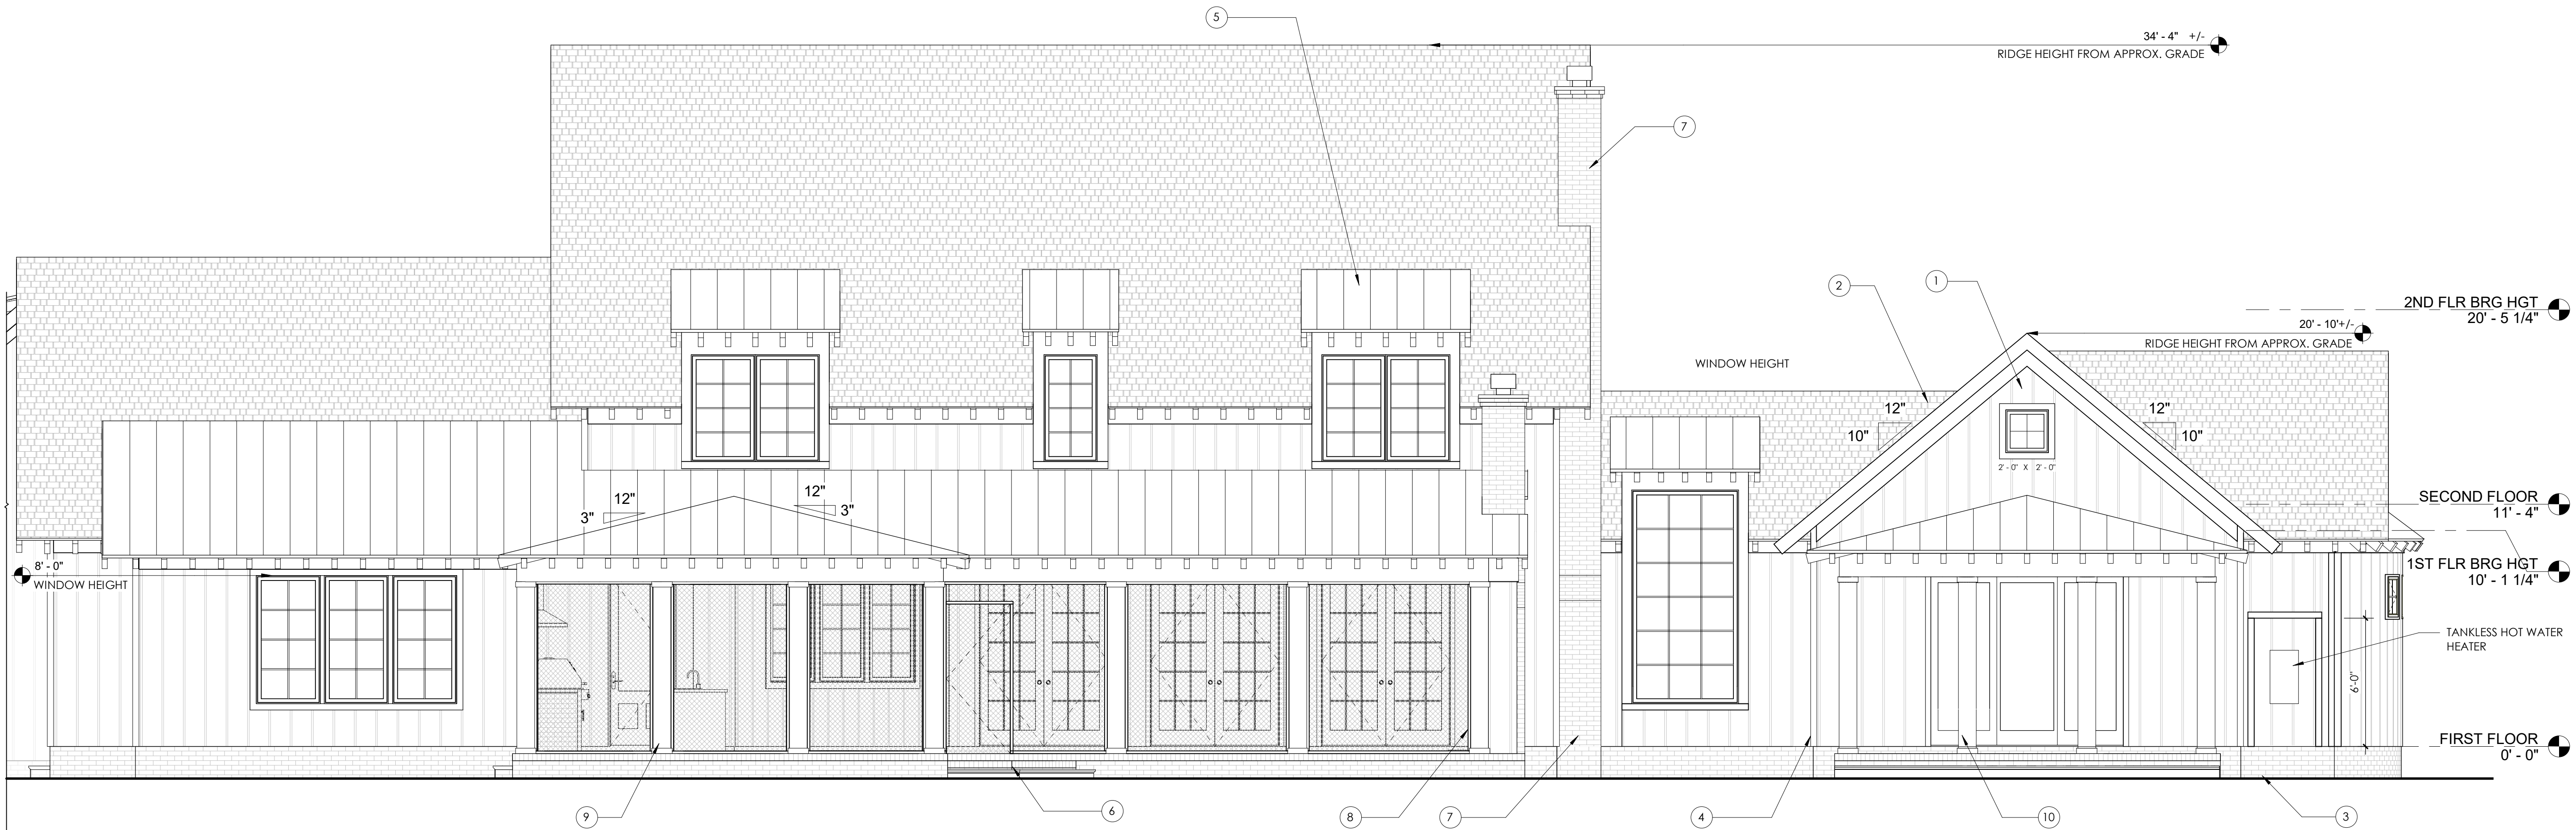 5
34' - 4" +/-
RIDGE HEIGHT FROM APPROX. GRADE
7
2
1
2ND FLR BRG HGT
20' - 5 1/4"
20' - 10'+/-
RIDGE HEIGHT FROM APPROX. GRADE
WINDOW HEIGHT
12"
10"
12"
10"
2' - 0" X 2' - 0"
12"
3"
12"
3"
SECOND FLOOR
11' - 4"
8' - 0"
WINDOW HEIGHT
1ST FLR BRG HGT
10' - 1 1/4"
TANKLESS HOT WATER
HEATER
6'-0"
FIRST FLOOR
0' - 0"
9
6
8
7
4
10
3